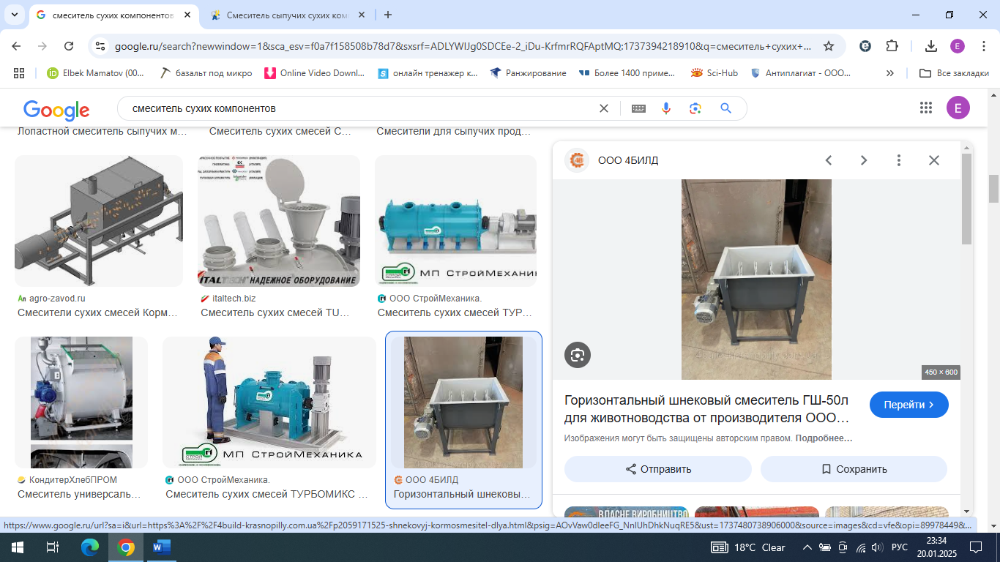 смеситель сухих компонентов
Смеситель сыпучих сухих ком
google.ru/search?newwindow=1&sca_esv=f0a7f158508b78d7&sxsrf=ADLYWIJg0SDCEe-2_iDu-KrfmrRQFAptMQ:1737394218910&q=смеситель+сухих+...
E
Elbek Mamatov (00...
базальт под микро
Online Video Downl...
онлайн тренажер к...
Ранжирование
Более 1400 приме...
Sci-Hub
Антиплагиат - ООО...
Все закладки
Google
смеситель сухих компонентов
E
Лопастной смеситель сыпучих м...
Смеситель сухих смесей С...
Смесители для сыпучих прод...
ITALTECH НАДЕЖНОЕ ОБОРУДОВАНИЕ
МП СтройМехани
agro-zavod.ru
Смесители сухих смесей Корм...
italtech.biz
Смеситель сухих смесей TU...
ООО СтройМеханика.
Смеситель сухих смесей ТУР...
МП СтройМеханика
КондитерХлебПРОМ
Смеситель универсаль...
ООО СтройМеханика.
Смеситель сухих смесей ТУРБОМИКС ...
ООО 4БИЛД
Горизонтальный шнековы...
ООО 4БИЛД
450 × 600
Горизонтальный шнековый смеситель ГШ-50л
для животноводства от производителя ООО...
Перейти
Изображения могут быть защищены авторским правом. Подробнее...
Отправить
Сохранить
ВЛАСНЕ ВИРОБНИЦТВО
https://www.google.ru/url?sa=i&url=https%3A%2F%2F4build-krasnopilly.com.ua%2Fp2059171525-shnekovyj-kormosmesitel-dlya.html&psig=AOvVaw0dleeFG_NnIUhDhkNuqRE5&ust=1737480738906000&source=images&cd=vfe&opi=89978449&...
18°C Clear
РУС
23:34
20.01.2025